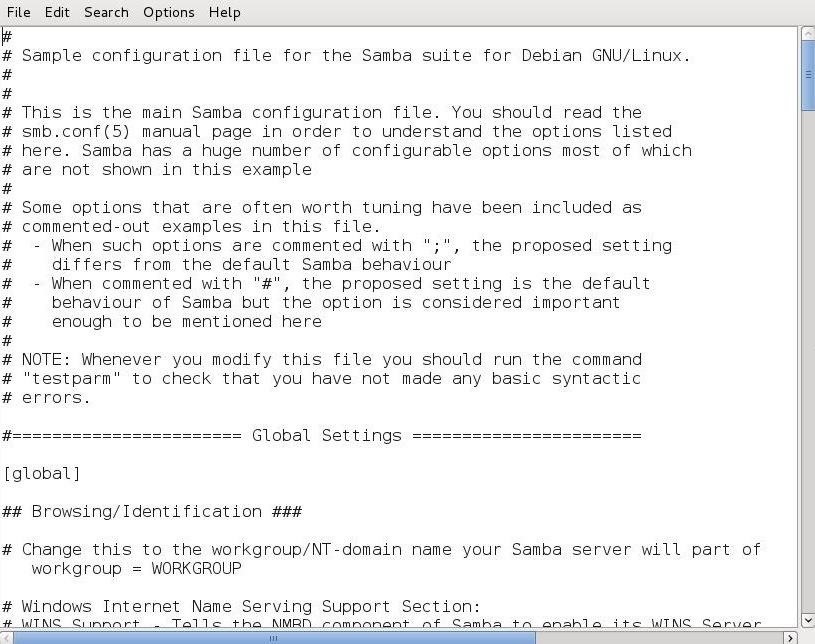 File Edit Search Options Help
#
# Sample configuration file for the Samba suite for Debian GNU/Linux.
#
#
# This is the main Samba configuration file. You should read the
# smb.conf(5) manual page in order to understand the options listed
# here. Samba has a huge number of configurable options most of which
# are not shown in this example
#
# Some options that are often worth tuning have been included as
# commented-out examples in this file.
#  - When such options are commented with ";", the proposed setting
#    differs from the default Samba behaviour
#  - When commented with "#", the proposed setting is the default
#    behaviour of Samba but the option is considered important
#    enough to be mentioned here
#
# NOTE: Whenever you modify this file you should run the command
# "testparm" to check that you have not made any basic syntactic
# errors.
#======================= Global Settings =======================
[global]
## Browsing/Identification ###
# Change this to the workgroup/NT-domain name your Samba server will part of
   workgroup = WORKGROUP
# Windows Internet Name Serving Support Section:
# WINS Support - Tells the NMBD component of Samba to enable its WINS Server